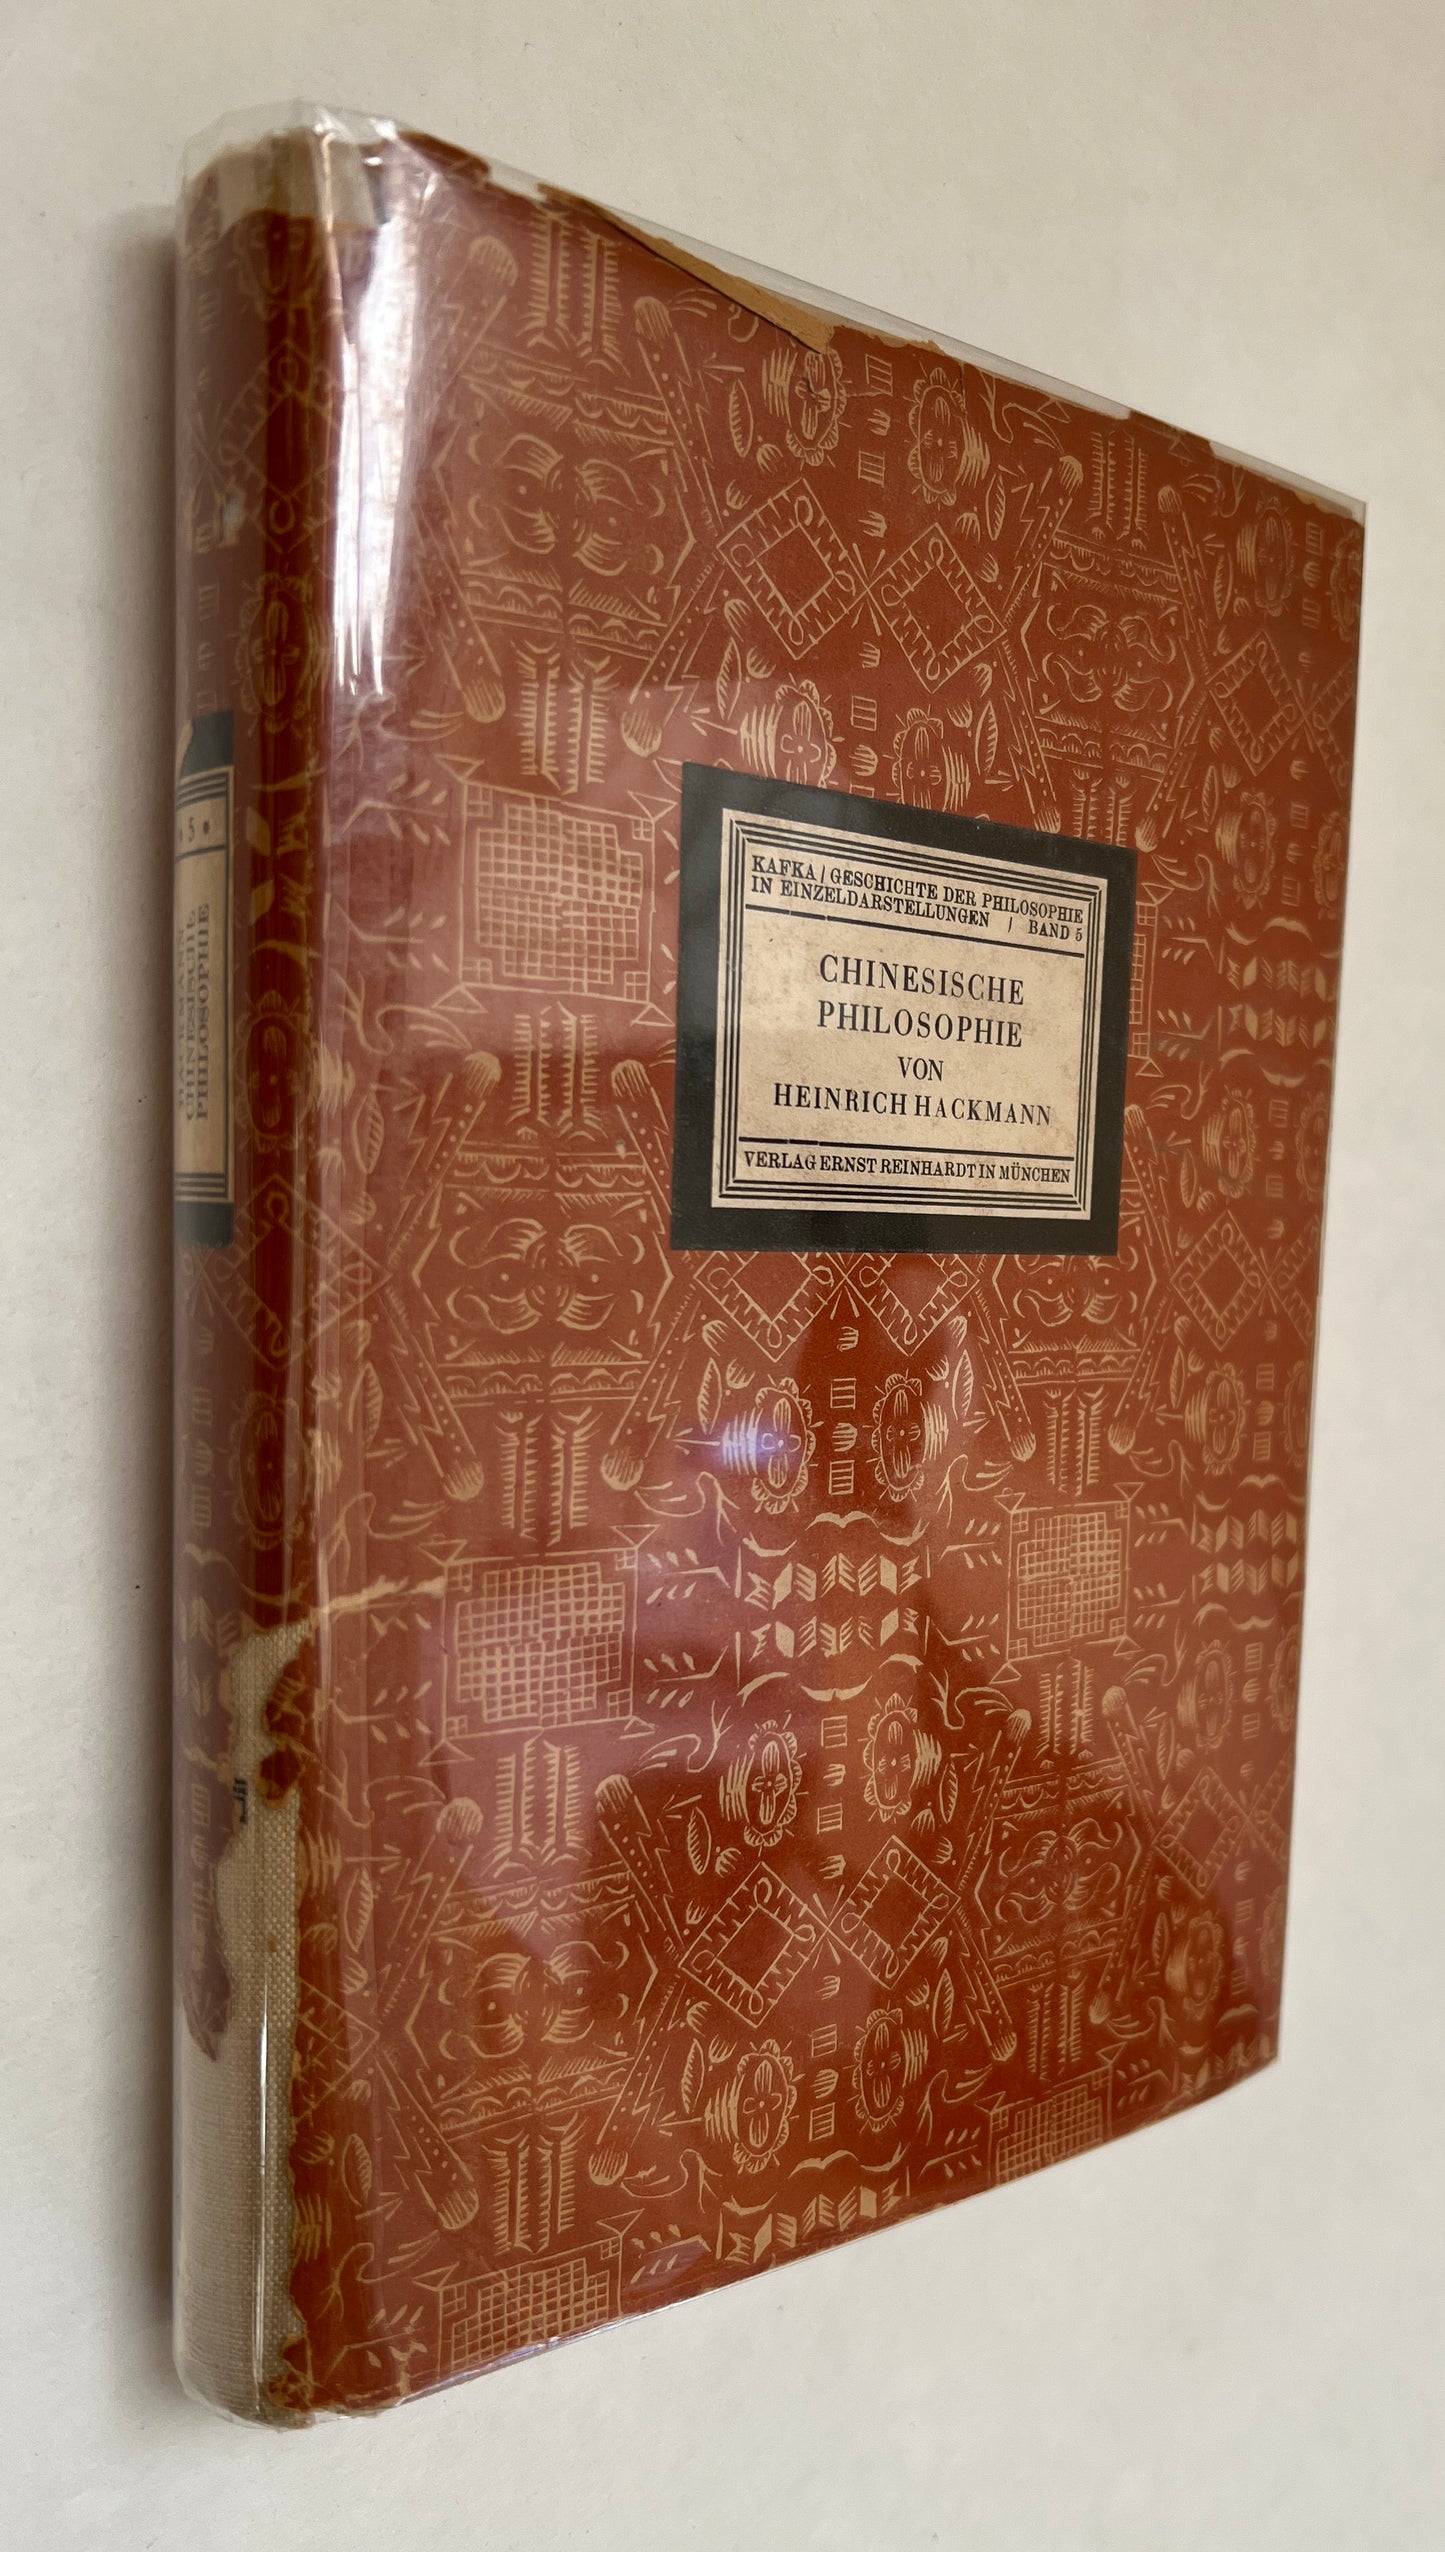 KAFKA / GESCHICHTE DER PHILOSOPHIE
IN EINZELDARSTELLUNGEN / BAND 5
CHINESISCHE
PHILOSOPHIE
VON
HEINRICH HACKMANN
VERLAG ERNST REINHARDT IN MÜNCHEN
* 5 *
HACKMANN
CHINESISCHE
PHILOSOPHIE